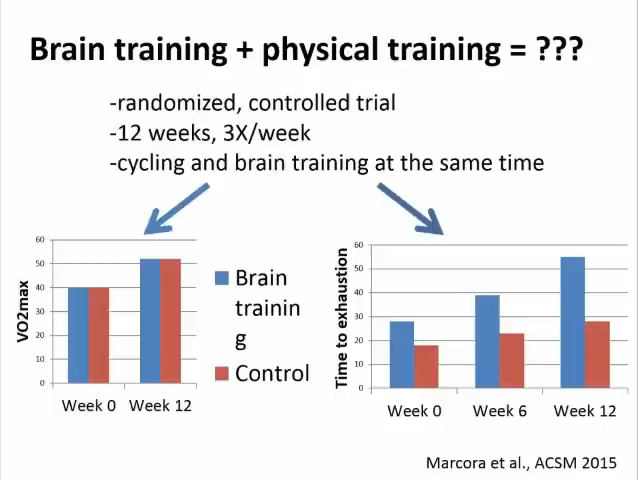 Brain training + physical training = ???
-randomized, controlled trial
-12 weeks, 3X/week
-cycling and brain training at the same time
VO2max
60
50
40
30
20
10
0
Week 0 Week 12
Brain
trainin
g
Control
Time to exhaustion
60
50
40
30
20
10
0
Week 0 Week 6 Week 12
Marcora et al., ACSM 2015